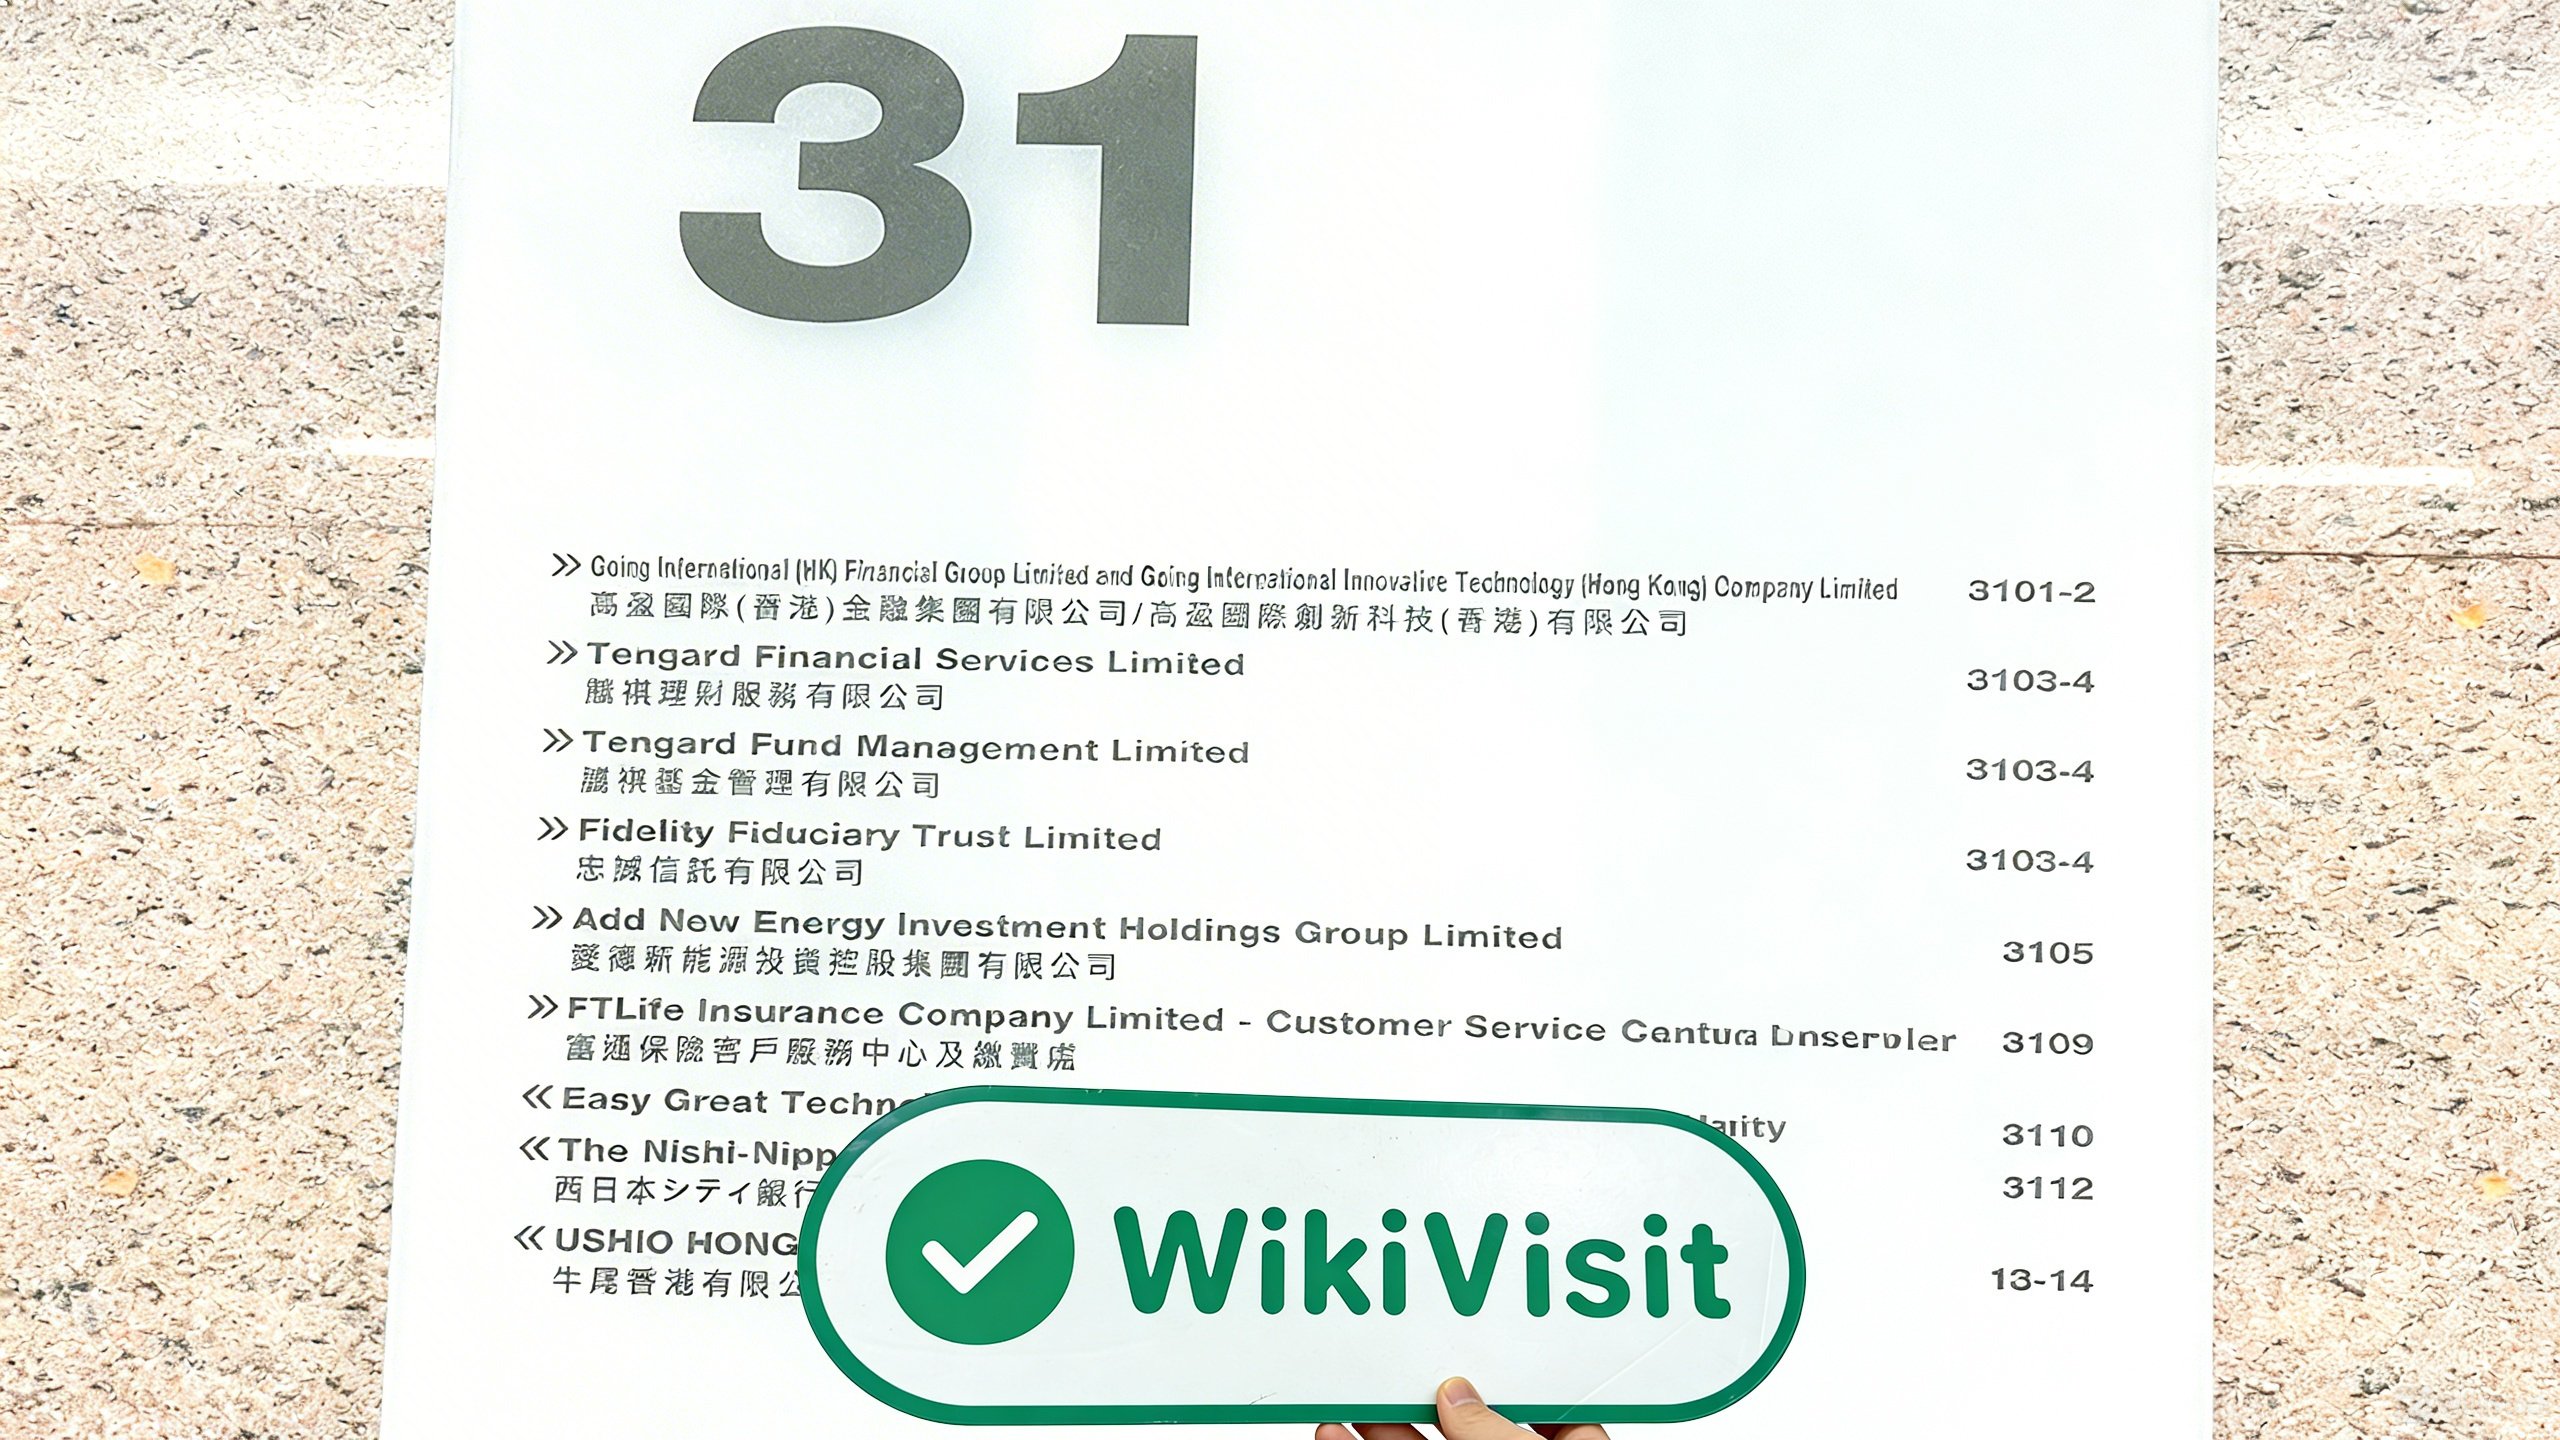 31
Going International (HK) Financial Group Limited and Going International Innovative Technology (Hong Kong) Company Limited 3101-2
高盈國際(香港)金融集團有限公司/高盈國際創新科技(香港)有限公司
Tengard Financial Services Limited 3103-4
騰祺理財服務有限公司
Tengard Fund Management Limited 3103-4
騰祺基金管理有限公司
Fidelity Fiduciary Trust Limited 3103-4
忠誠信託有限公司
Add New Energy Investment Holdings Group Limited 3105
愛德新能源投資控股集團有限公司
FTLife Insurance Company Limited - Customer Service 3109
富通保險客戶服務中心及
Easy Great Techno 3110
The Nishi-Nipp 3112
西日本シティ銀行
USHIO HONG 13-14
牛尾香港有限公
WikiVisit